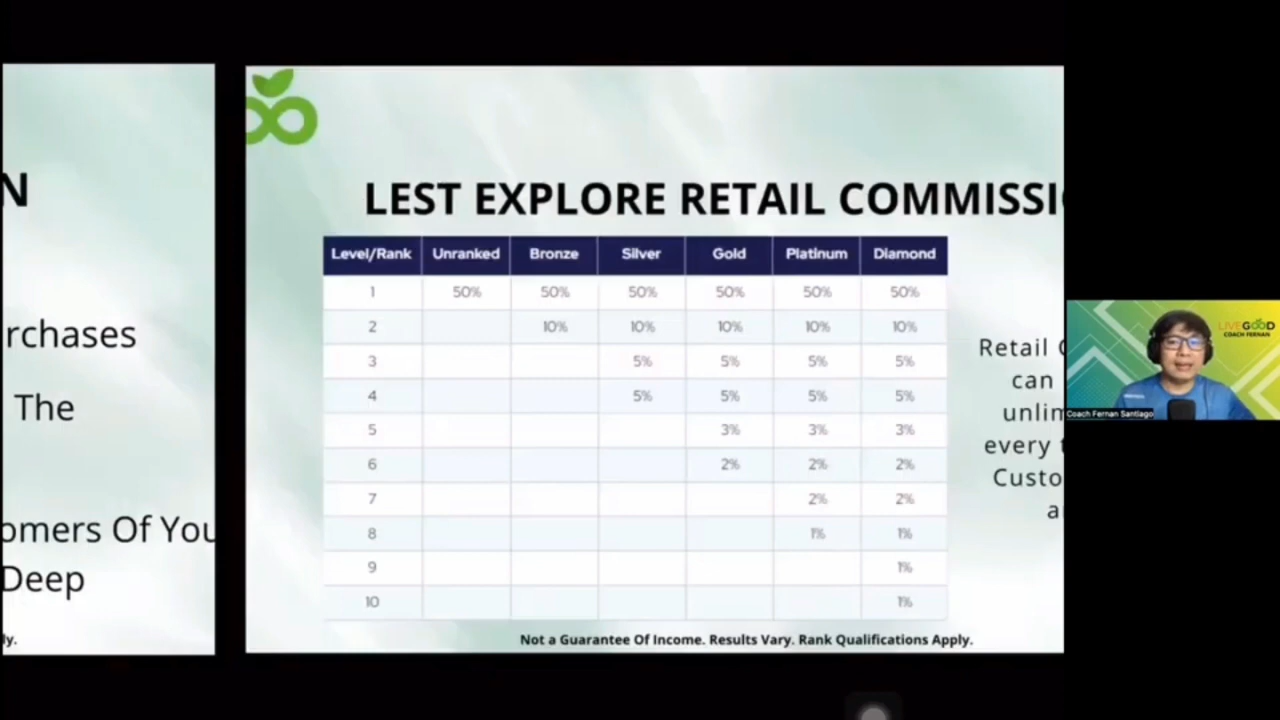 N
rchases
The
omers Of You
Deep
ly.
LEST EXPLORE RETAIL COMMISSI
Level/Rank Unranked Bronze Silver Gold Platinum Diamond
1 50% 50% 50% 50% 50% 50%
2 10% 10% 10% 10% 10%
3 5% 5% 5% 5%
4 5% 5% 5% 5%
5 3% 3% 3%
6 2% 2% 2%
7 2% 2%
8 1% 1%
9 1%
10 1%
Retail
can
unlim
every
Custo
a
Not a Guarantee Of Income. Results Vary. Rank Qualifications Apply.
LIVEGOOD
COACH FERNAN
Coach Fernan Santiago